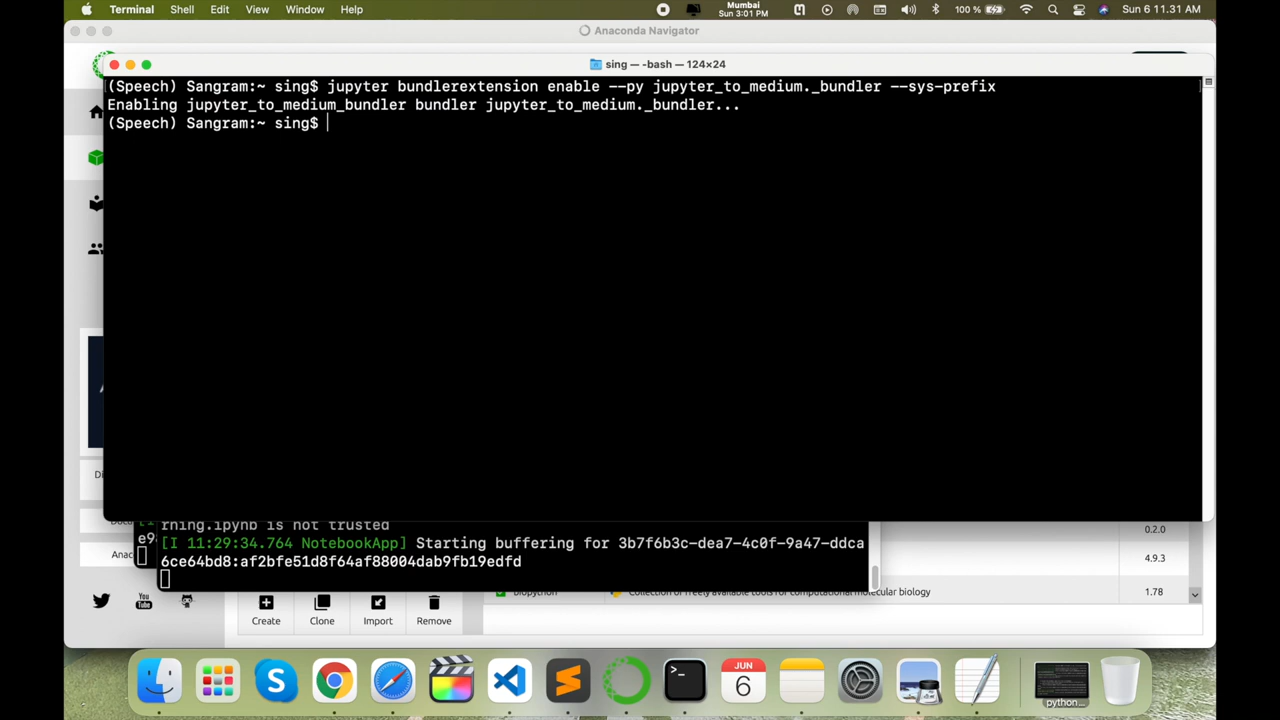 Terminal Shell Edit View Window Help
Mumbai
Sun 3:01 PM
100 %
Sun 6 11.31 AM
Anaconda Navigator
sing — -bash — 124×24
(Speech) Sangram:~ sing$ jupyter bundlerextension enable --py jupyter_to_medium._bundler --sys-prefix
Enabling jupyter_to_medium_bundler bundler jupyter_to_medium._bundler...
(Speech) Sangram:~ sing$
rning.ipynb is not trusted
[I 11:29:34.764 NotebookApp] Starting buffering for 3b7f6b3c-dea7-4c0f-9a47-ddca
6ce64bd8:af2bfe51d8f64af88004dab9fb19edfd
0.2.0
4.9.3
biopython
Collection of freely available tools for computational molecular biology
1.78
You
Tube
Create
Clone
Import
Remove
JUN
6
python...